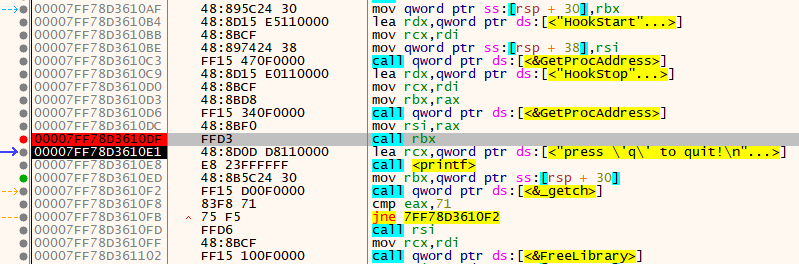 00007FF78D3610AF 48:895C24 30 mov qword ptr ss:[rsp + 30],rbx
00007FF78D3610B4 48:8D15 E5110000 lea rdx,qword ptr ds:[<"HookStart"...>]
00007FF78D3610BB 48:8BCF mov rcx,rdi
00007FF78D3610BE 48:897424 38 mov qword ptr ss:[rsp + 38],rsi
00007FF78D3610C3 FF15 470F0000 call qword ptr ds:[<&GetProcAddress>]
00007FF78D3610C9 48:8D15 E0110000 lea rdx,qword ptr ds:[<"HookStop"...>]
00007FF78D3610D0 48:8BCF mov rcx,rdi
00007FF78D3610D3 48:8BD8 mov rbx,rax
00007FF78D3610D6 FF15 340F0000 call qword ptr ds:[<&GetProcAddress>]
00007FF78D3610DC 48:8BF0 mov rsi,rax
00007FF78D3610DF FFD3 call rbx
00007FF78D3610E1 48:8D0D D8110000 lea rcx,qword ptr ds:[<"press \'q\' to quit!\n"...>]
00007FF78D3610E8 E8 23FFFFFF call <printf>
00007FF78D3610ED 48:8B5C24 30 mov rbx,qword ptr ss:[rsp + 30]
00007FF78D3610F2 FF15 D00F0000 call qword ptr ds:[<&_getch>]
00007FF78D3610F8 83F8 71 cmp eax,71
00007FF78D3610FB 75 F5 jne 7FF78D3610F2
00007FF78D3610FD FFD6 call rsi
00007FF78D3610FF 48:8BCF mov rcx,rdi
00007FF78D361102 FF15 100F0000 call qword ptr ds:[<&FreeLibrary>]